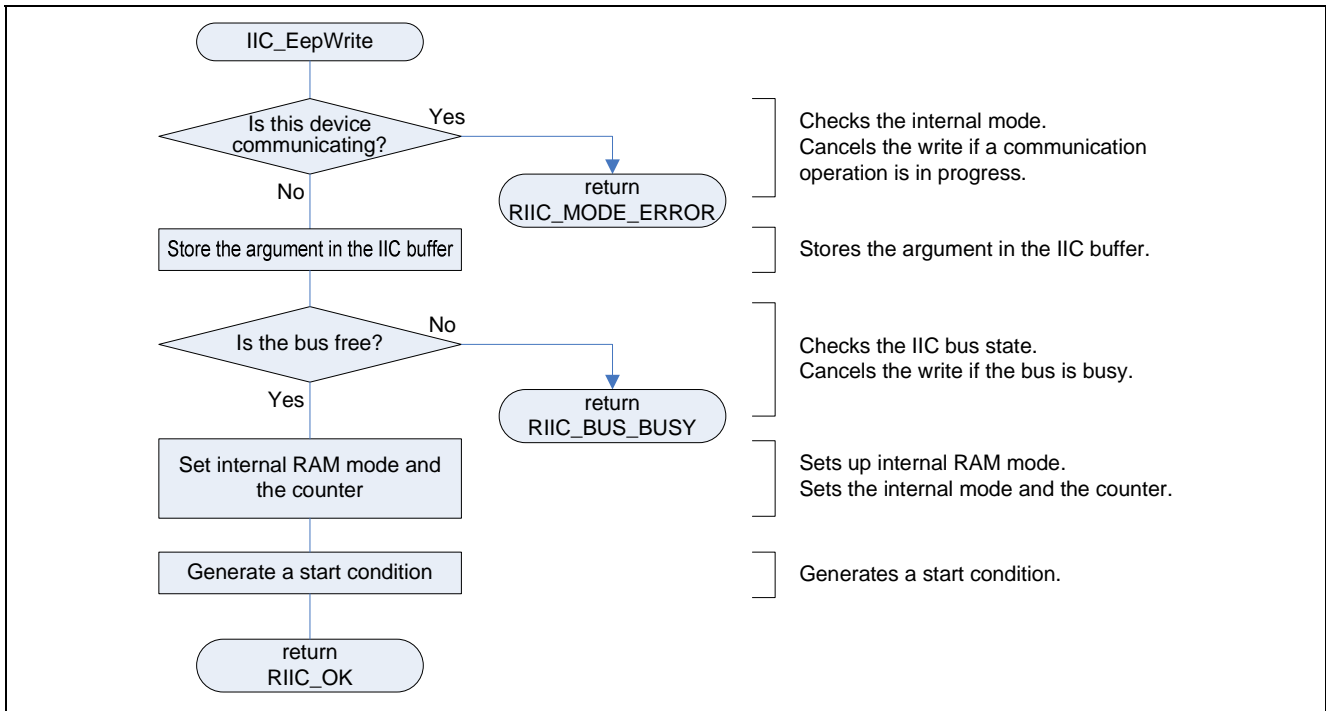 IIC_EepWrite
Is this device
communicating?
Yes
No
return
RIIC_MODE_ERROR
Checks the internal mode.
Cancels the write if a communication
operation is in progress.
Store the argument in the IIC buffer
Stores the argument in the IIC buffer.
Is the bus free?
No
Yes
return
RIIC_BUS_BUSY
Checks the IIC bus state.
Cancels the write if the bus is busy.
Set internal RAM mode and
the counter
Sets up internal RAM mode.
Sets the internal mode and the counter.
Generate a start condition
Generates a start condition.
return
RIIC_OK